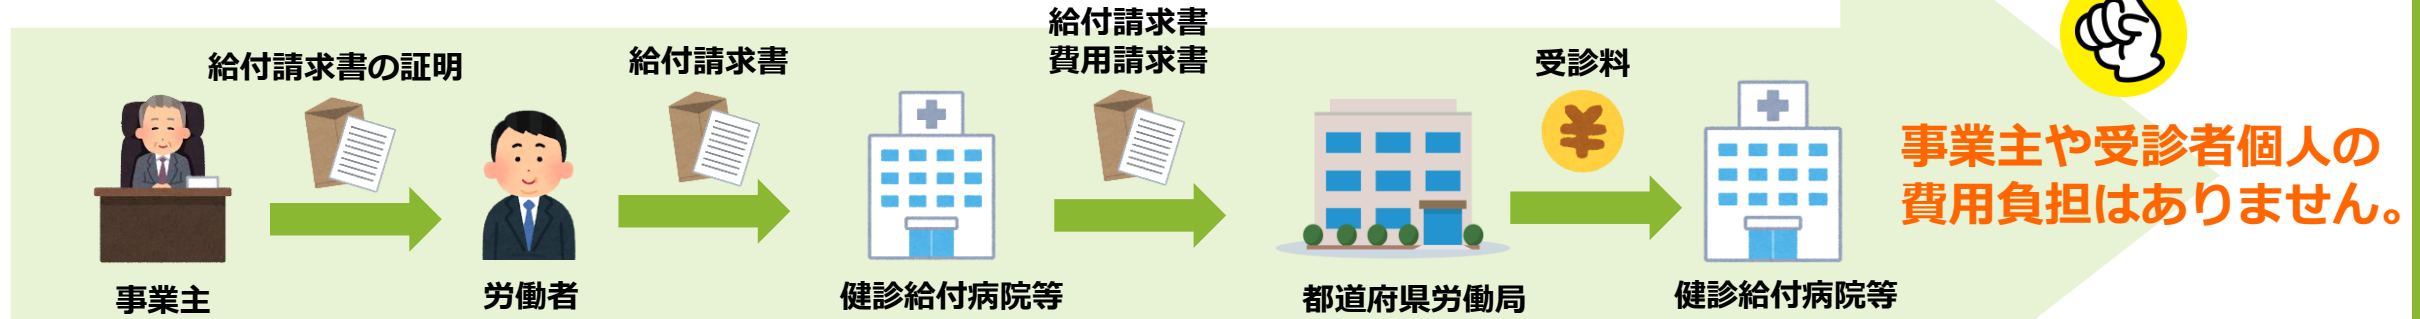 給付請求書の証明
給付請求書
給付請求書
費用請求書
受診料
事業主や受診者個人の
費用負担はありません。
事業主
労働者
健診給付病院等
都道府県労働局
健診給付病院等